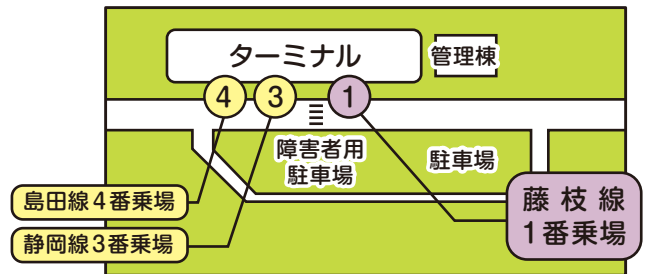 ターミナル
管理棟
4
3
1
障害者用
駐車場
駐車場
島田線4番乗場
静岡線3番乗場
藤枝線
1番乗場